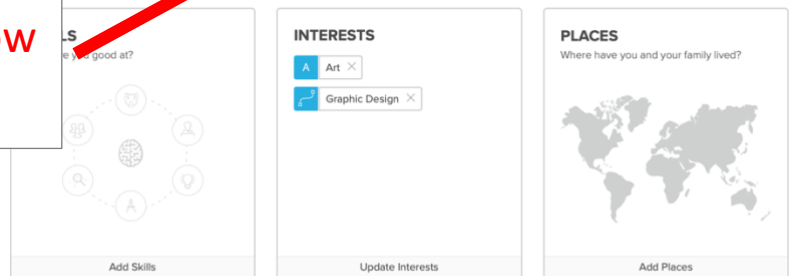 ow
LS
INTERESTS
PLACES
good at?
Where have you and your family lived?
A Art ×
Graphic Design ×
Add Skills
Update Interests
Add Places